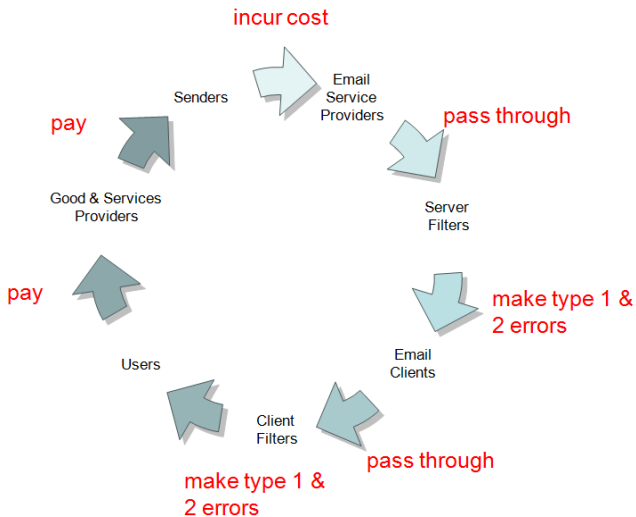 incur cost
Senders
Email
Service
Providers
pay
pass through
Good & Services
Providers
Server
Filters
pay
make type 1 &
2 errors
Users
Email
Clients
Client
Filters
pass through
make type 1 &
2 errors